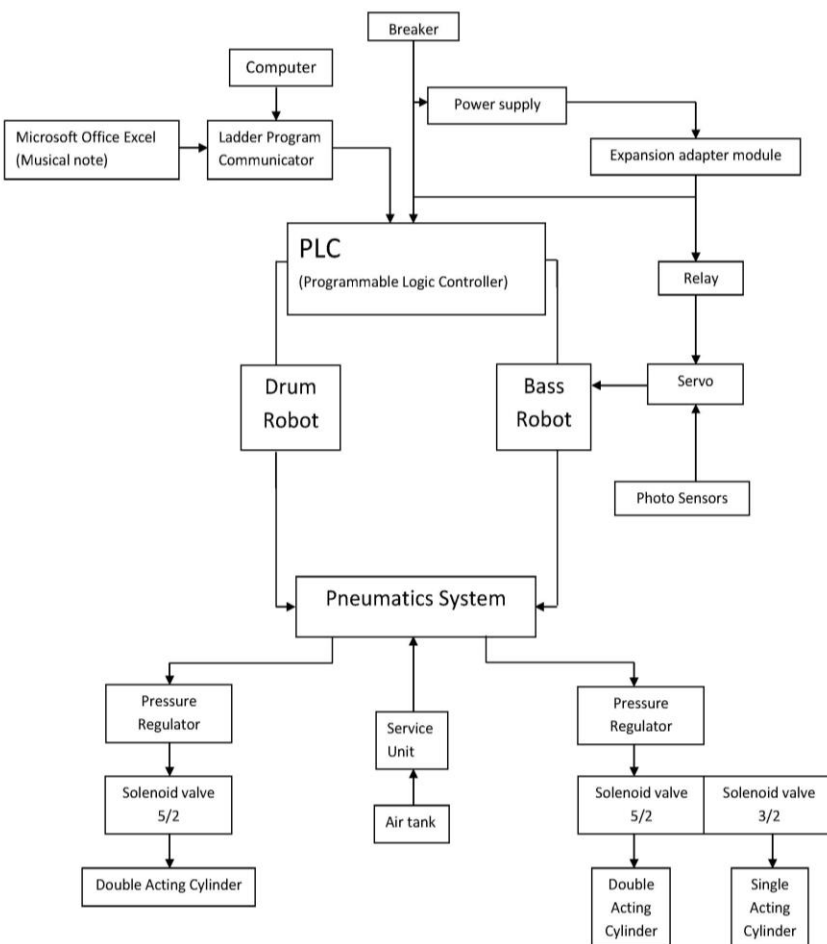 Breaker
Computer
Power supply
Microsoft Office Excel
(Musical note)
Ladder Program
Communicator
Expansion adapter module
PLC
(Programmable Logic Controller)
Relay
Drum
Robot
Bass
Robot
Servo
Photo Sensors
Pneumatics System
Pressure
Regulator
Service
Unit
Pressure
Regulator
Solenoid valve
5/2
Air tank
Solenoid valve
5/2
Solenoid valve
3/2
Double Acting Cylinder
Double
Acting
Cylinder
Single
Acting
Cylinder